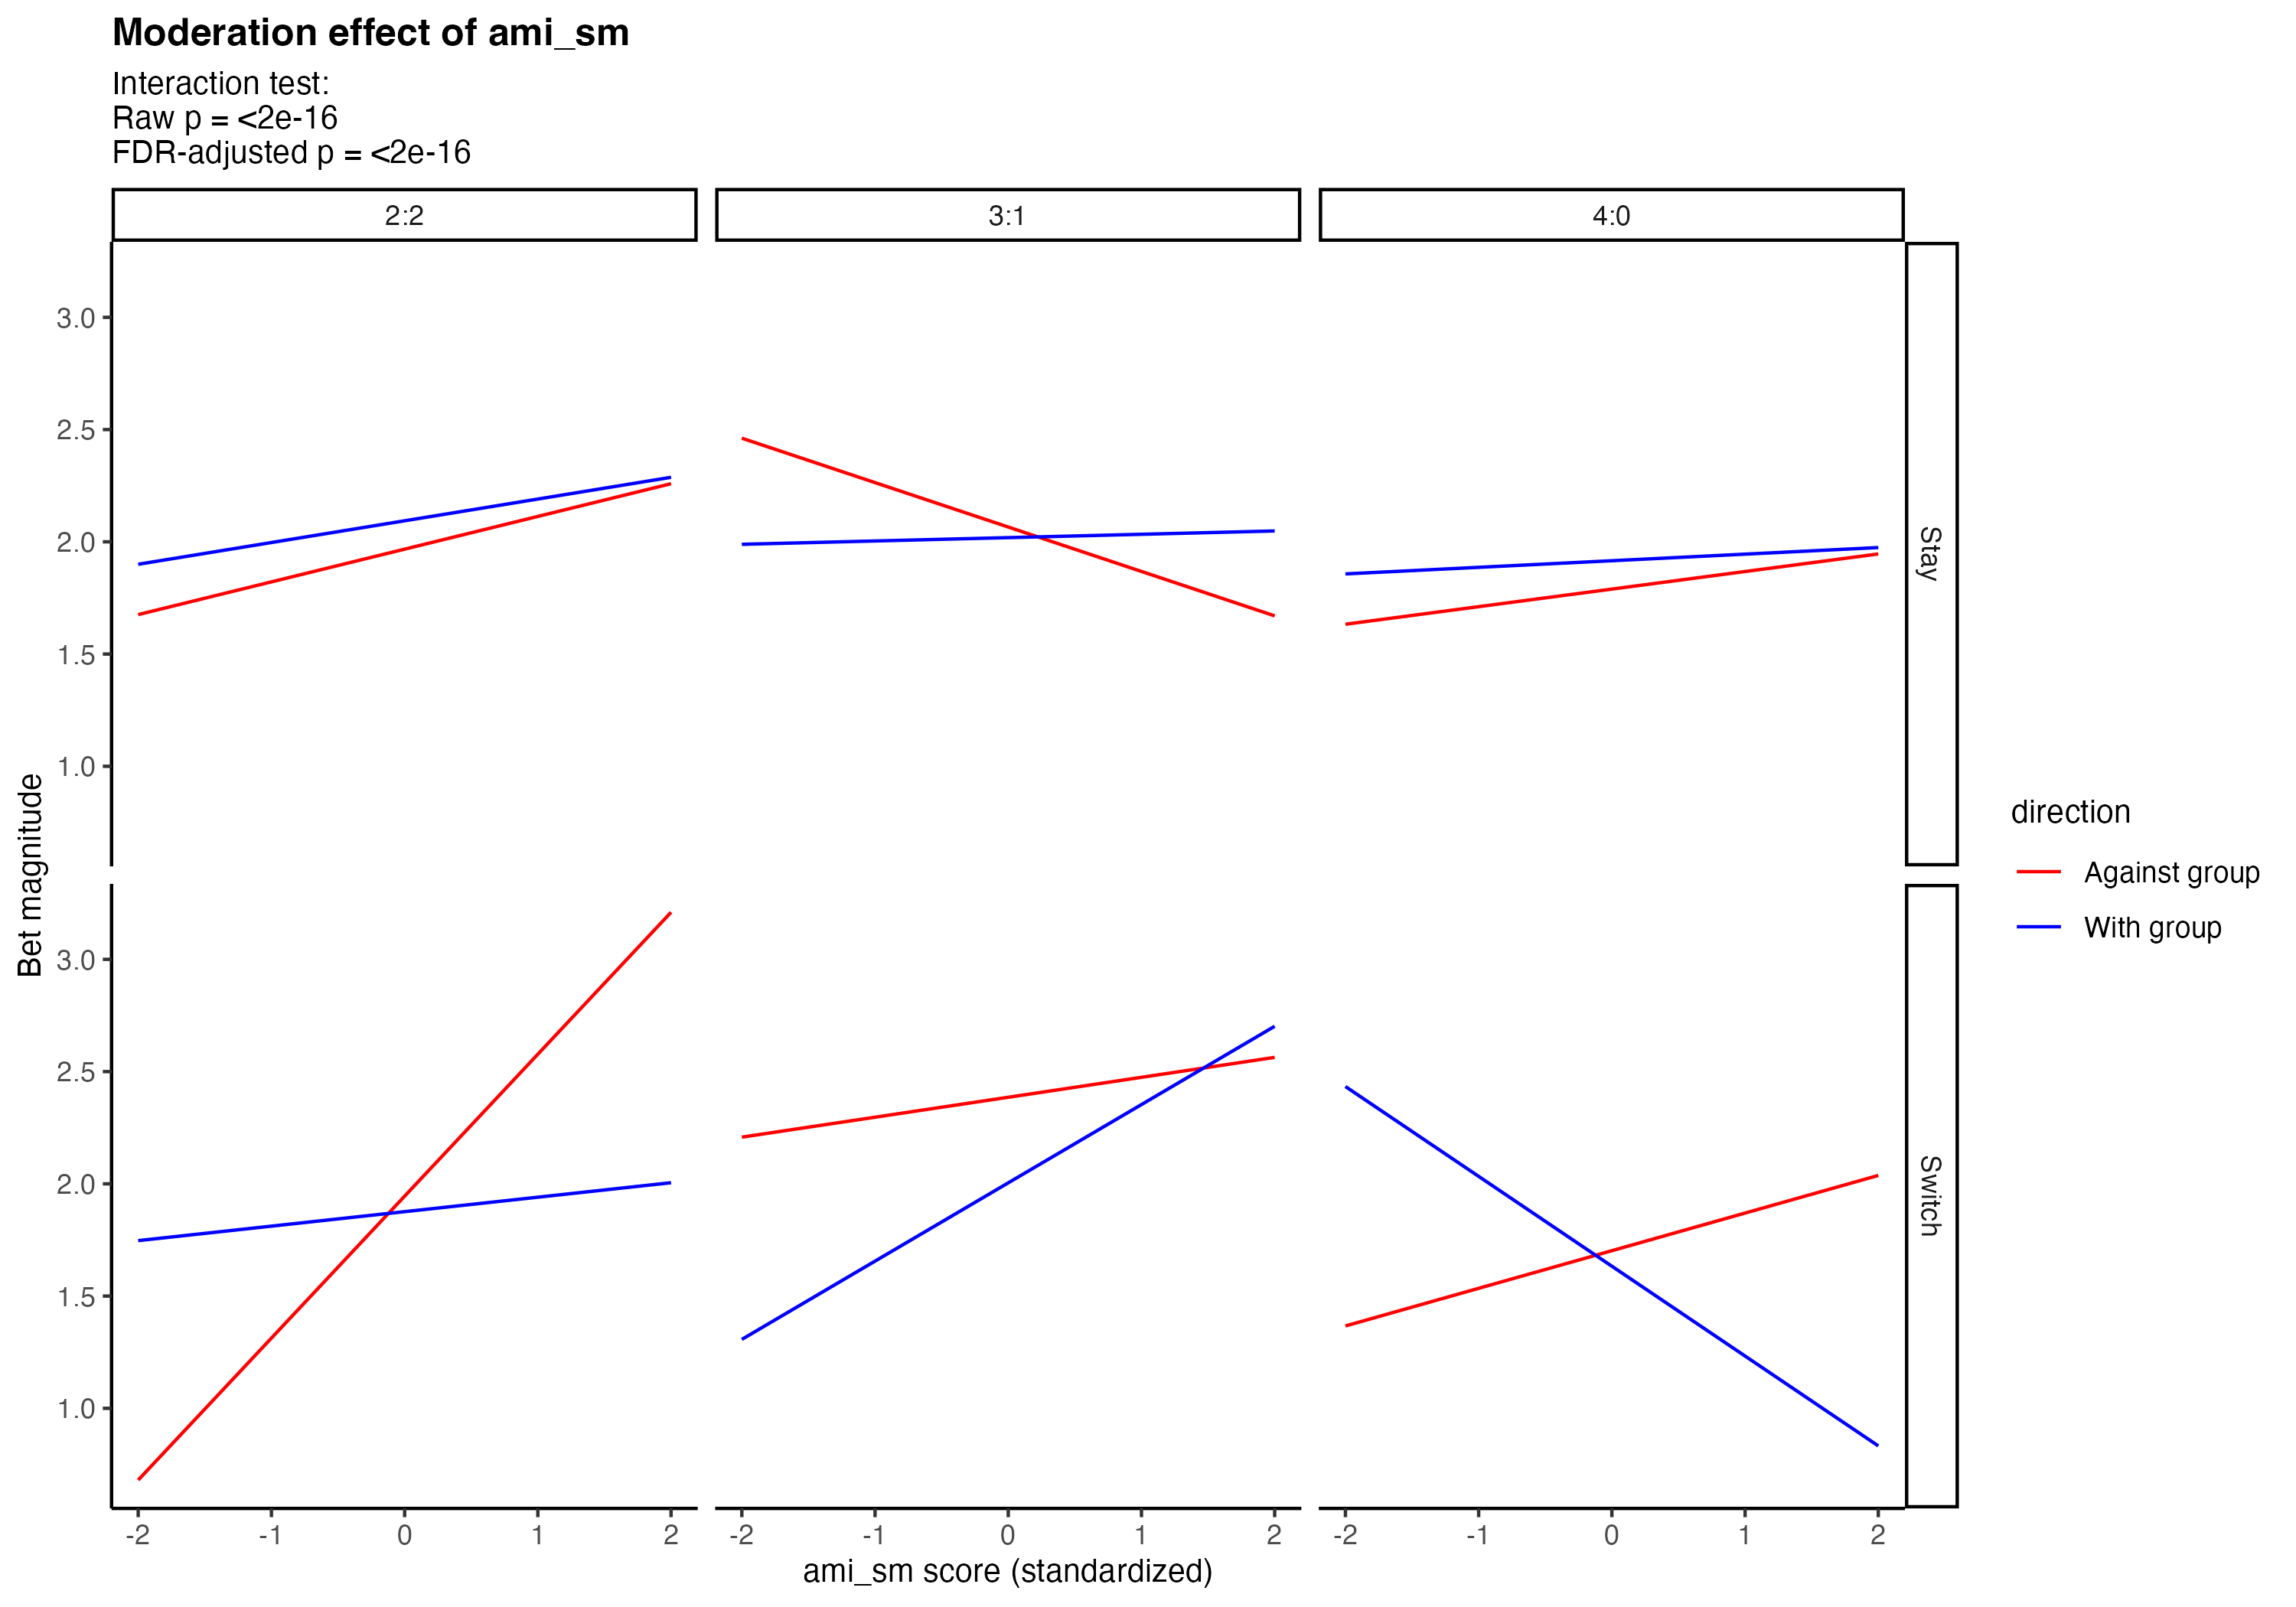 Moderation effect of ami_sm
Interaction test:
Raw p = <2e-16
FDR-adjusted p = <2e-16
2:2 3:1 4:0
3.0
2.5
2.0
1.5
1.0
Stay
3.0
2.5
2.0
1.5
1.0
Switch
Bet magnitude
-2 -1 0 1 2 -2 -1 0 1 2 -2 -1 0 1 2
ami_sm score (standardized)
direction
Against group
With group